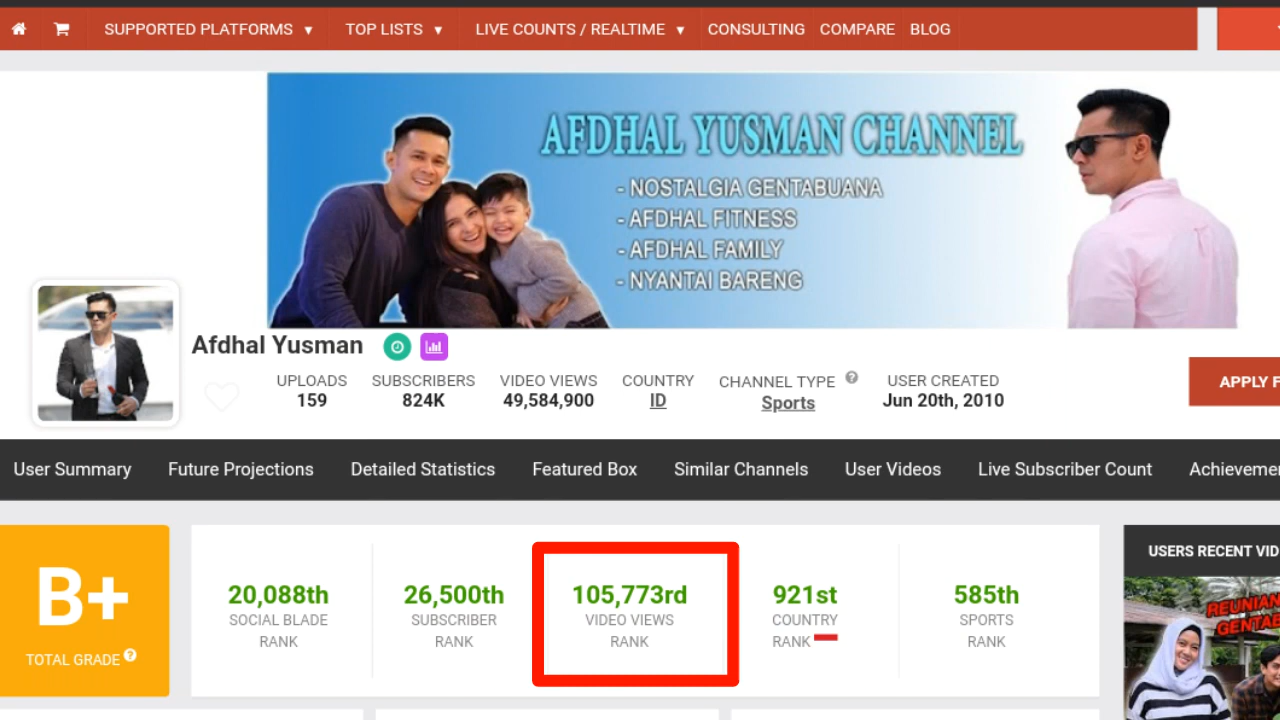 SUPPORTED PLATFORMS ▼ TOP LISTS ▼ LIVE COUNTS / REALTIME ▼ CONSULTING COMPARE BLOG
AFDHAL YUSMAN CHANNEL
- NOSTALGIA GENTABUANA
- AFDHAL FITNESS
- AFDHAL FAMILY
- NYANTAI BARENG
Afdhal Yusman
UPLOADS SUBSCRIBERS VIDEO VIEWS COUNTRY CHANNEL TYPE ? USER CREATED
159 824K 49,584,900 ID Sports Jun 20th, 2010
APPLY F
User Summary Future Projections Detailed Statistics Featured Box Similar Channels User Videos Live Subscriber Count Achieveme
B+
TOTAL GRADE ?
20,088th 26,500th 105,773rd 921st 585th
SOCIAL BLADE SUBSCRIBER VIDEO VIEWS COUNTRY SPORTS
RANK RANK RANK RANK RANK
USERS RECENT VID
REUNIAN
GENTAB